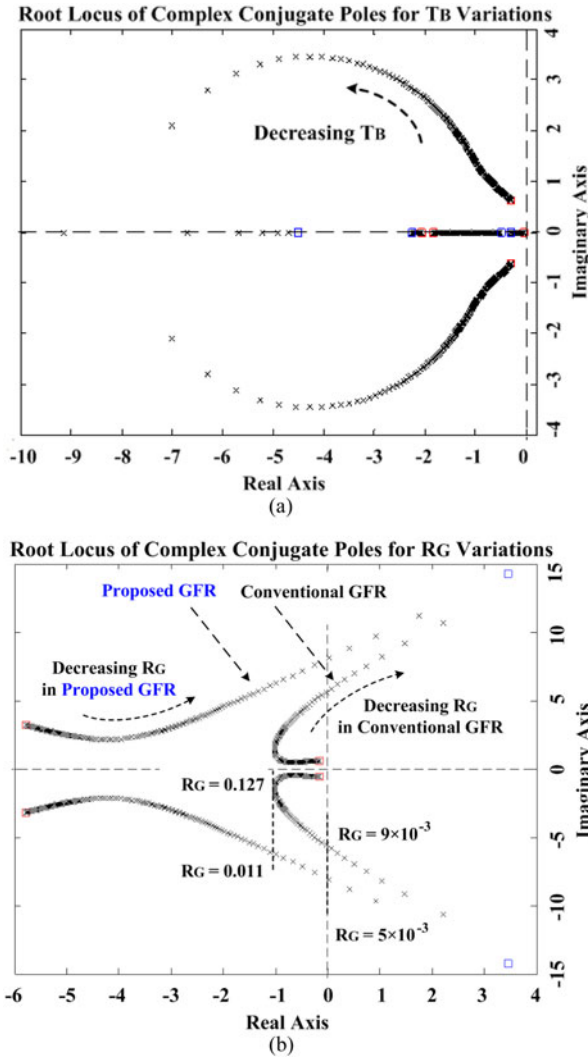 Root Locus of Complex Conjugate Poles for TB Variations
4
3
2
1
0
-1
-2
-3
-4
Imaginary Axis
Decreasing TB
-10 -9 -8 -7 -6 -5 -4 -3 -2 -1 0
Real Axis
(a)
Root Locus of Complex Conjugate Poles for RG Variations
15
10
5
0
-5
-10
-15
Imaginary Axis
Proposed GFR
Conventional GFR
Decreasing RG
in Proposed GFR
Decreasing RG
in Conventional GFR
RG = 0.127
RG = 9×10-3
RG = 0.011
RG = 5×10-3
-6 -5 -4 -3 -2 -1 0 1 2 3 4
Real Axis
(b)